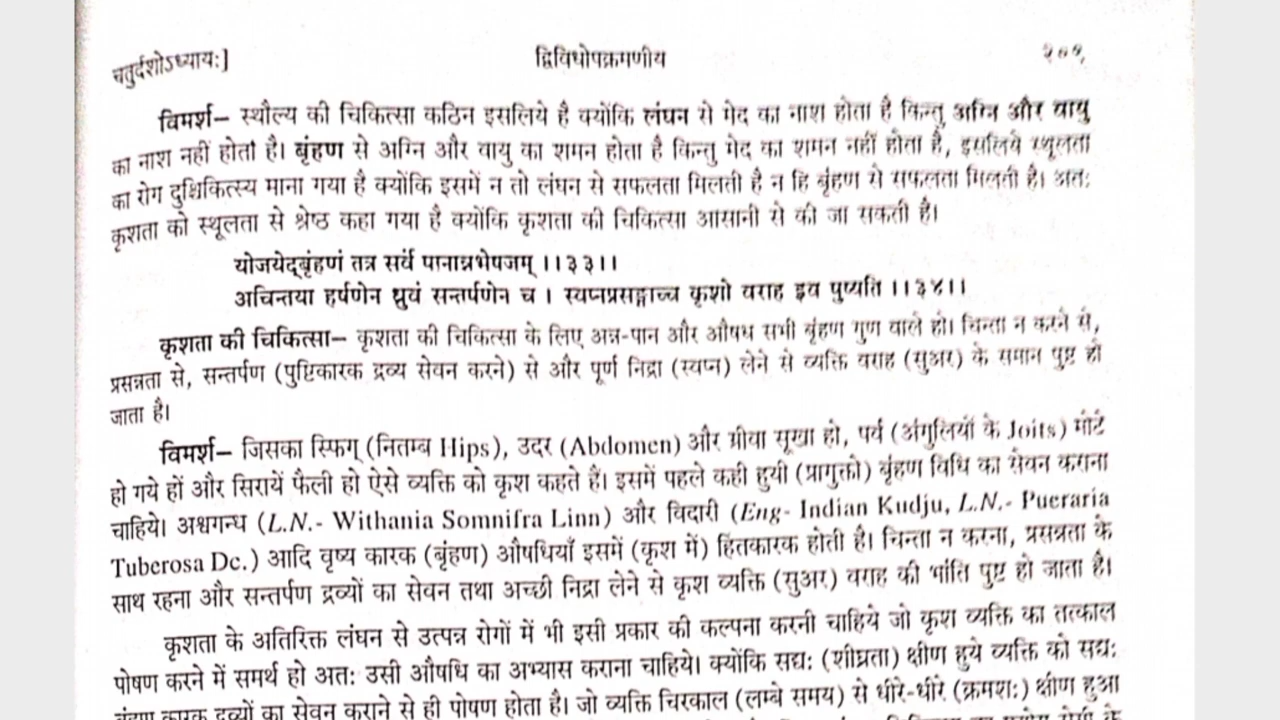 चतुर्दशोऽध्यायः]
द्विविधोपक्रमणीय
२०९
विमर्श– स्थौल्य की चिकित्सा कठिन इसलिये है क्योंकि लंघन से मेद का नाश होता है किन्तु अग्नि और वायु
का नाश नहीं होता है। बृंहण से अग्नि और वायु का शमन होता है किन्तु मेद का शमन नहीं होता है, इसलिये स्थूलता
का रोग दुश्चिकित्स्य माना गया है क्योंकि इसमें न तो लंघन से सफलता मिलती है न हि बृंहण से सफलता मिलती है। अतः
कृशता को स्थूलता से श्रेष्ठ कहा गया है क्योंकि कृशता की चिकित्सा आसानी से की जा सकती है।
योजयेद्बृंहणं तत्र सर्वं पानान्नभेषजम् ।।३३।।
अचिन्तया हर्षणेन ध्रुवं सन्तर्पणेन च । स्वप्नप्रसङ्गाच्च कृशो वराह इव पुष्यति ।।३४।।
कृशता की चिकित्सा– कृशता की चिकित्सा के लिए अन्न-पान और औषध सभी बृंहण गुण वाले हो। चिन्ता न करने से,
प्रसन्नता से, सन्तर्पण (पुष्टिकारक द्रव्य सेवन करने) से और पूर्ण निद्रा (स्वप्न) लेने से व्यक्ति वराह (सुअर) के समान पुष्ट हो
जाता है।
विमर्श– जिसका स्फिग् (नितम्ब Hips), उदर (Abdomen) और ग्रीवा सूखा हो, पर्व (अंगुलियों के Joits) मोटे
हो गये हों और सिरायें फैली हो ऐसे व्यक्ति को कृश कहते हैं। इसमें पहले कही हुयी (प्रागुक्तो) बृंहण विधि का सेवन कराना
चाहिये। अश्वगन्ध (L.N.- Withania Somnifra Linn) और विदारी (Eng- Indian Kudju, L.N.- Pueraria
Tuberosa Dc.) आदि वृष्य कारक (बृंहण) औषधियाँ इसमें (कृश में) हितकारक होती है। चिन्ता न करना, प्रसन्नता के
साथ रहना और सन्तर्पण द्रव्यों का सेवन तथा अच्छी निद्रा लेने से कृश व्यक्ति (सुअर) वराह की भांति पुष्ट हो जाता है।
कृशता के अतिरिक्त लंघन से उत्पन्न रोगों में भी इसी प्रकार की कल्पना करनी चाहिये जो कृश व्यक्ति का तत्काल
पोषण करने में समर्थ हो अतः उसी औषधि का अभ्यास कराना चाहिये। क्योंकि सद्यः (शीघ्रता) क्षीण हुये व्यक्ति को सद्यः
बृंहण कारक द्रव्यों का सेवन कराने से ही पोषण होता है। जो व्यक्ति चिरकाल (लम्बे समय) से धीरे-धीरे (क्रमशः) क्षीण हुआ